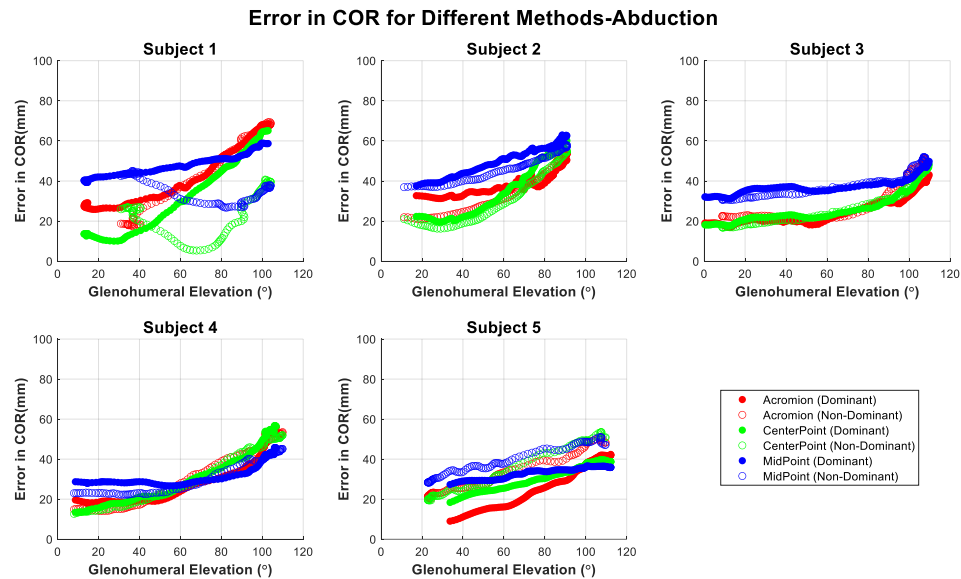 Error in COR for Different Methods-Abduction
Subject 1
Error in COR(mm)
100
80
60
40
20
0
0 20 40 60 80 100 120
Glenohumeral Elevation (°)
Subject 2
Error in COR(mm)
100
80
60
40
20
0
0 20 40 60 80 100 120
Glenohumeral Elevation (°)
Subject 3
Error in COR(mm)
100
80
60
40
20
0
0 20 40 60 80 100 120
Glenohumeral Elevation (°)
Subject 4
Error in COR(mm)
100
80
60
40
20
0
0 20 40 60 80 100 120
Glenohumeral Elevation (°)
Subject 5
Error in COR(mm)
100
80
60
40
20
0
0 20 40 60 80 100 120
Glenohumeral Elevation (°)
Acromion (Dominant)
Acromion (Non-Dominant)
CenterPoint (Dominant)
CenterPoint (Non-Dominant)
MidPoint (Dominant)
MidPoint (Non-Dominant)